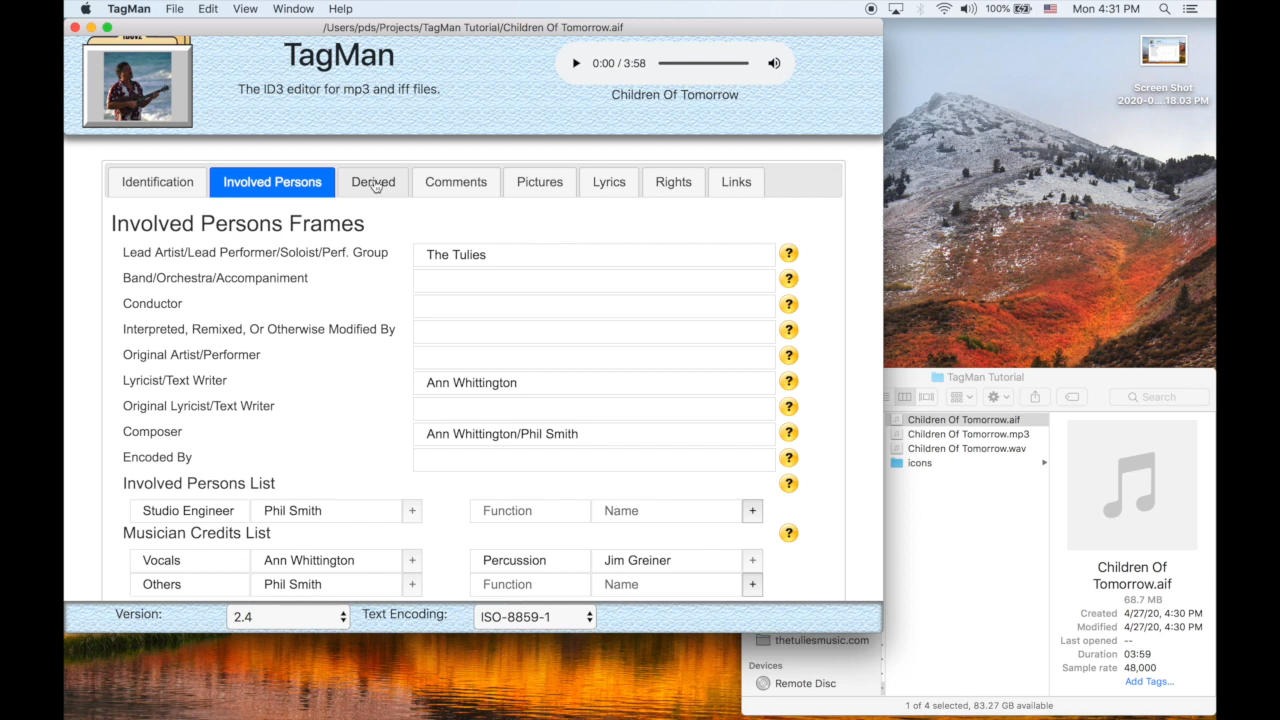 TagMan File Edit View Window Help 100% Mon 4:31 PM
/Users/pds/Projects/TagMan Tutorial/Children Of Tomorrow.aif
TagMan
The ID3 editor for mp3 and iff files.
0:00 / 3:58
Children Of Tomorrow
Screen Shot
2020-0....18.03 PM
Identification Involved Persons Derived Comments Pictures Lyrics Rights Links
Involved Persons Frames
Lead Artist/Lead Performer/Soloist/Perf. Group The Tulies ?
Band/Orchestra/Accompaniment ?
Conductor ?
Interpreted, Remixed, Or Otherwise Modified By ?
Original Artist/Performer ?
Lyricist/Text Writer Ann Whittington ?
Original Lyricist/Text Writer ?
Composer Ann Whittington/Phil Smith ?
Encoded By ?
Involved Persons List ?
Studio Engineer Phil Smith + Function Name +
Musician Credits List ?
Vocals Ann Whittington + Percussion Jim Greiner +
Others Phil Smith + Function Name +
Version: 2.4 Text Encoding: ISO-8859-1
TagMan Tutorial
Search
Children Of Tomorrow.aif
Children Of Tomorrow.mp3
Children Of Tomorrow.wav
icons
Children Of
Tomorrow.aif
68.7 MB
Created 4/27/20, 4:30 PM
Modified 4/27/20, 4:30 PM
Last opened --
Duration 03:59
Sample rate 48,000
Add Tags...
thetuliesmusic.com
Devices
Remote Disc
1 of 4 selected, 83.27 GB available